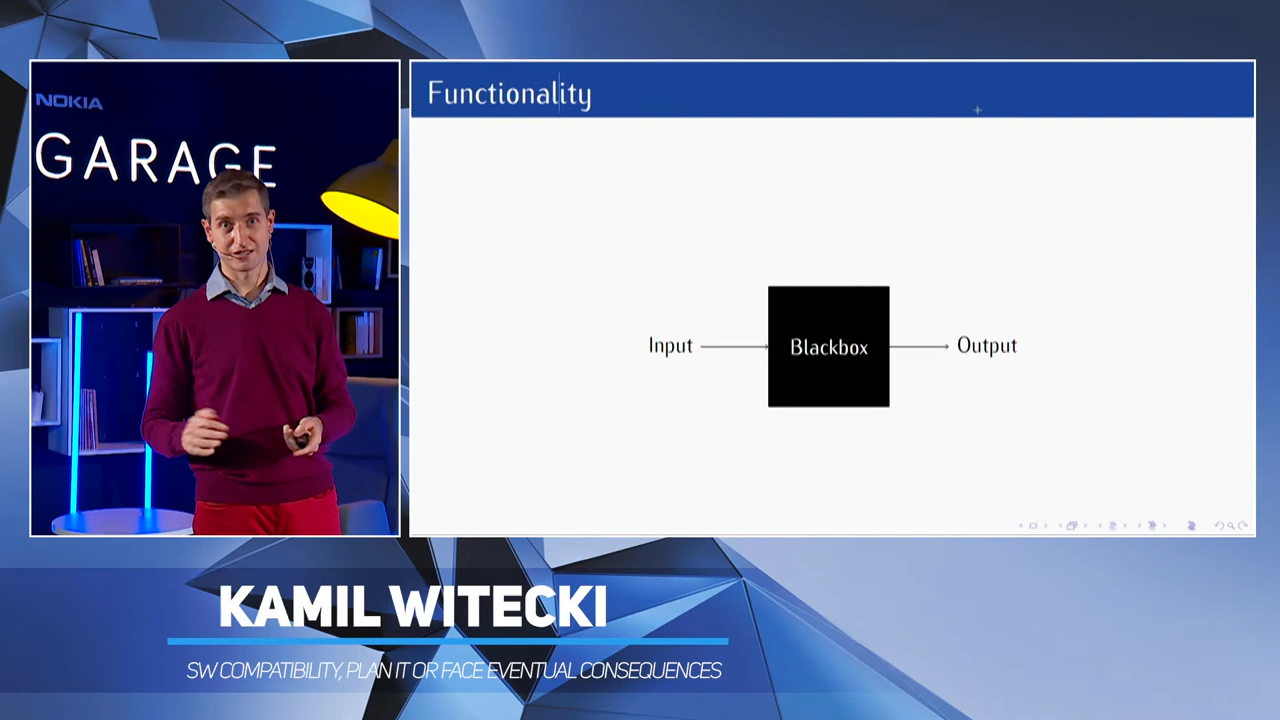 NOKIA
GARAGE
Functionality
Input
Blackbox
Output
KAMIL WITECKI
SW COMPATIBILITY, PLAN IT OR FACE EVENTUAL CONSEQUENCES